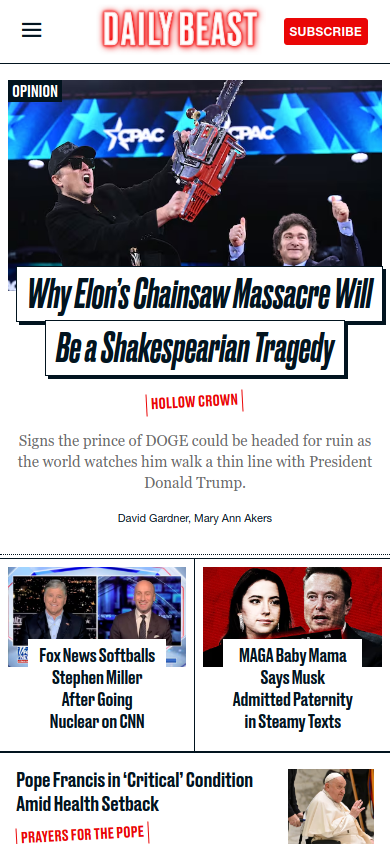 DAILY BEAST
SUBSCRIBE
OPINION
CPAC
CPAC
Why Elon's Chainsaw Massacre Will
Be a Shakespearian Tragedy
HOLLOW CROWN
Signs the prince of DOGE could be headed for ruin as
the world watches him walk a thin line with President
Donald Trump.
David Gardner, Mary Ann Akers
Fox News Softballs
Stephen Miller
After Going
Nuclear on CNN
MAGA Baby Mama
Says Musk
Admitted Paternity
in Steamy Texts
Pope Francis in ‘Critical’ Condition
Amid Health Setback
PRAYERS FOR THE POPE